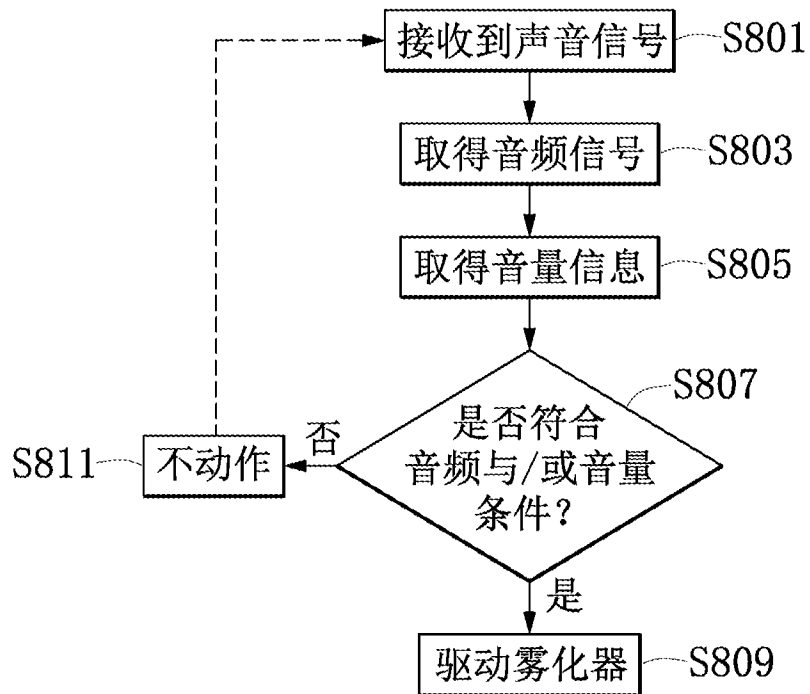 接收到声音信号 S801
取得音频信号 S803
取得音量信息 S805
S807
是否符合
音频与/或音量
条件?
否
S811 不动作
是
驱动雾化器 S809